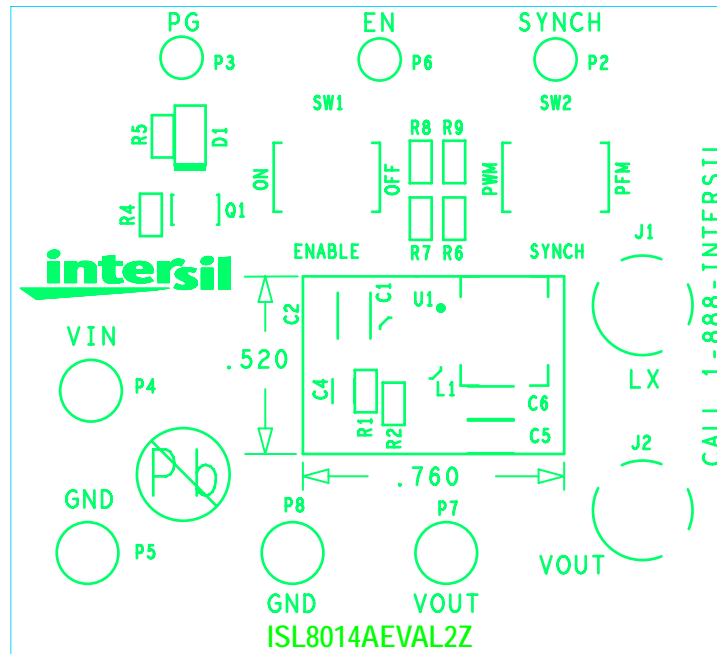 PG
EN
SYNCH
P3
P6
P2
SW1
SW2
R5
D1
R8
R9
ON
OFF
PWM
PFM
R4
Q1
R7
R6
J1
ENABLE
SYNCH
CALL 1-888-INTERSIL
intersil
C2
C1
U1
VIN
.520
LX
P4
C4
L1
C6
R1
R2
C5
J2
Pb
.760
GND
P8
P7
P5
VOUT
GND
VOUT
ISL8014AEVAL2Z